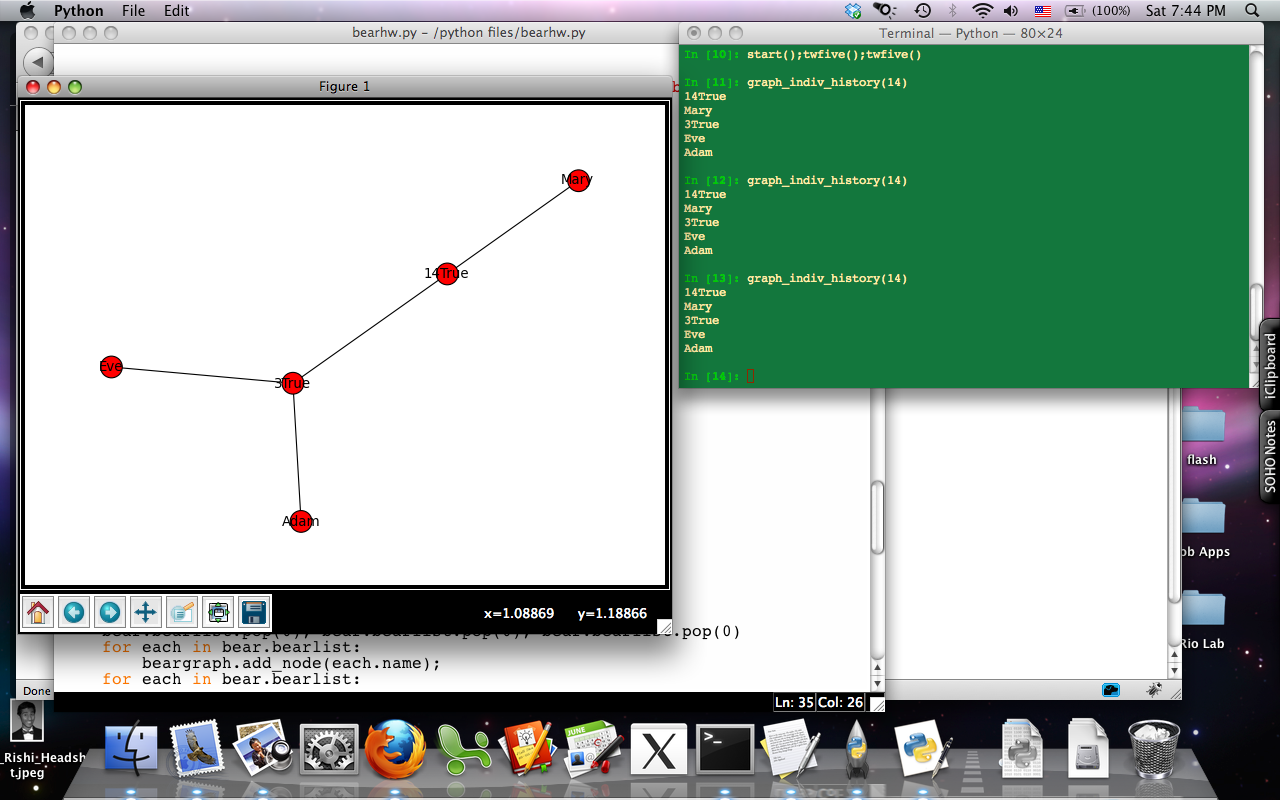 Python File Edit
(100%) Sat 7:44 PM
bearhw.py - /python files/bearhw.py
Terminal — Python — 80×24
In [10]: start();twfive();twfive()
In [11]: graph_indiv_history(14)
14True
Mary
3True
Eve
Adam
In [12]: graph_indiv_history(14)
14True
Mary
3True
Eve
Adam
In [13]: graph_indiv_history(14)
14True
Mary
3True
Eve
Adam
In [14]:
Figure 1
Mary
14True
Eve
3True
Adam
x=1.08869 y=1.18866
.pop(0)
for each in bear.bearlist:
beargraph.add_node(each.name);
for each in bear.bearlist:
Ln: 35 Col: 26
Done
iClipboard
SOHO Notes
flash
ob Apps
Rio Lab
_Rishi_Headsh
t.jpeg
JUNE
X
>_